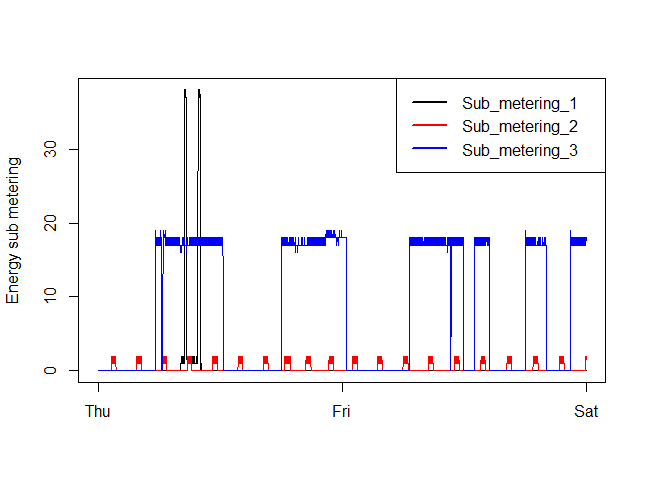 Sub_metering_1
Sub_metering_2
Sub_metering_3
Energy sub metering
30
20
10
0
Thu
Fri
Sat